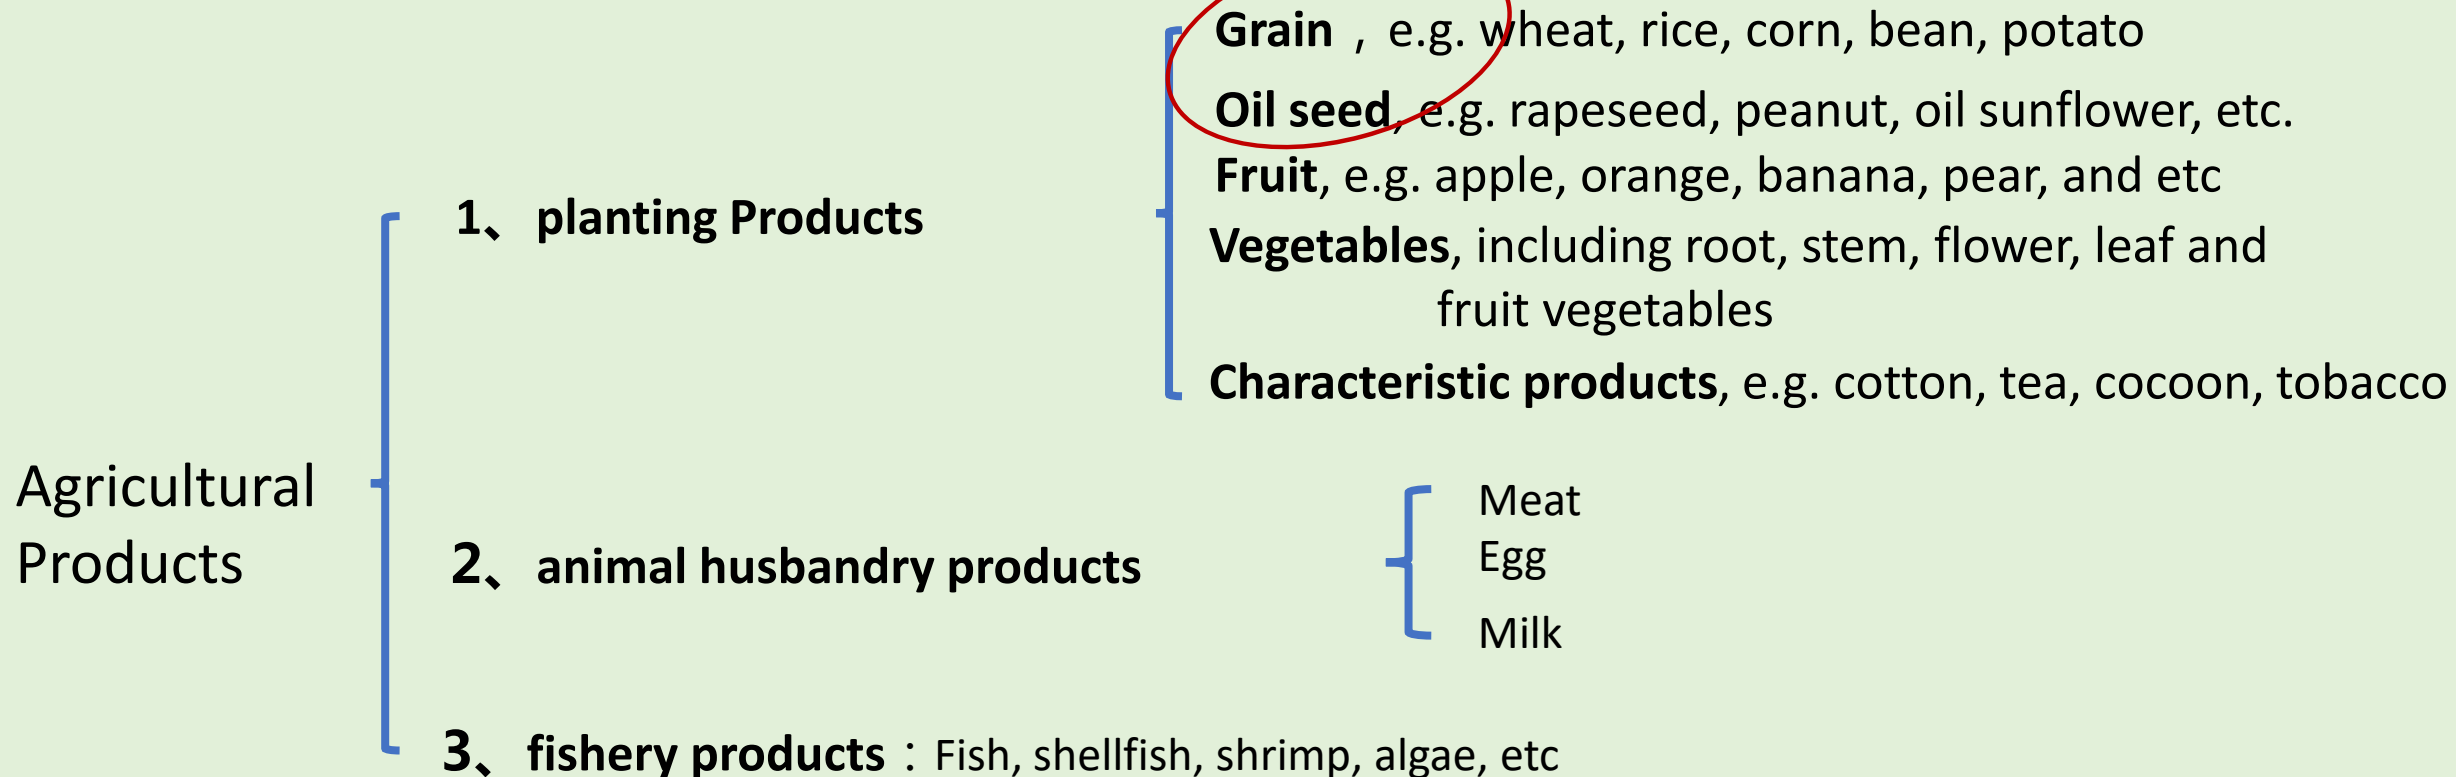 Grain , e.g. wheat, rice, corn, bean, potato
Oil seed, e.g. rapeseed, peanut, oil sunflower, etc.
Fruit, e.g. apple, orange, banana, pear, and etc
1、 planting Products
Vegetables, including root, stem, flower, leaf and
fruit vegetables
Characteristic products, e.g. cotton, tea, cocoon, tobacco
Agricultural
Products
2、 animal husbandry products
Meat
Egg
Milk
3、 fishery products：Fish, shellfish, shrimp, algae, etc